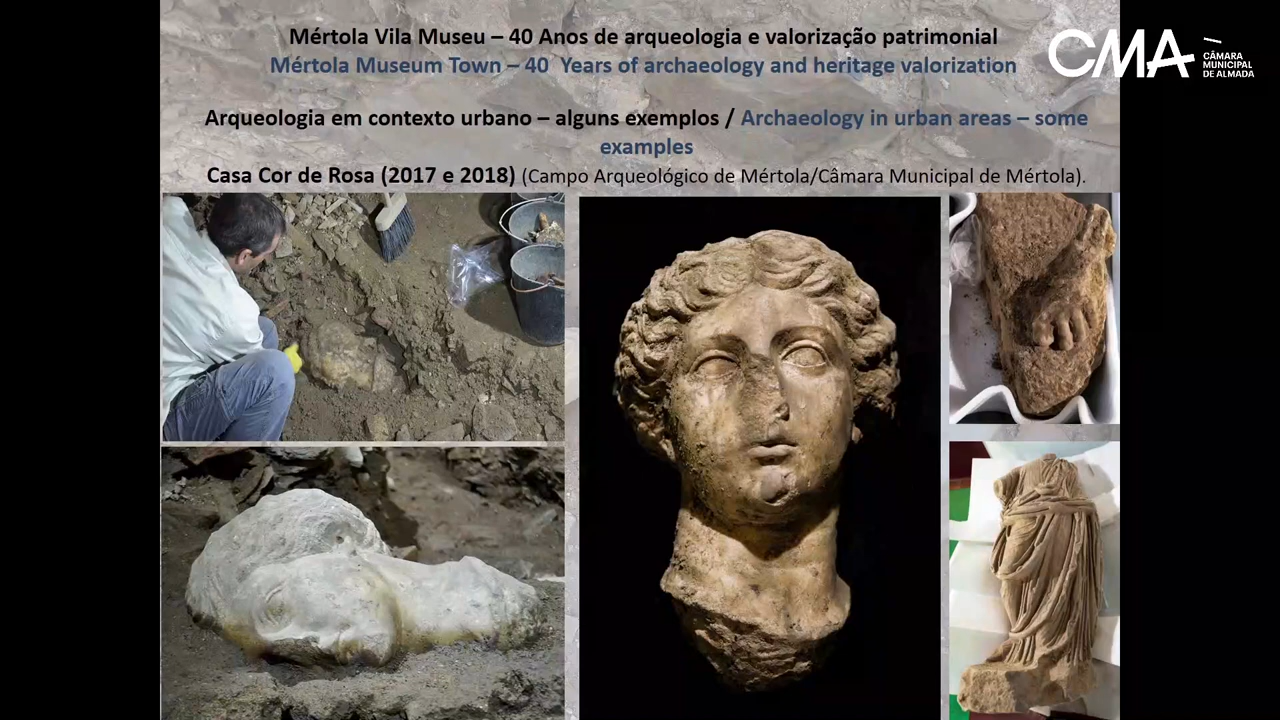 Mértola Vila Museu – 40 Anos de arqueologia e valorização patrimonial
Mértola Museum Town – 40 Years of archaeology and heritage valorization
Arqueologia em contexto urbano – alguns exemplos / Archaeology in urban areas – some
examples
Casa Cor de Rosa (2017 e 2018) (Campo Arqueológico de Mértola/Câmara Municipal de Mértola).
CMA
CÂMARA
MUNICIPAL
DE ALMADA